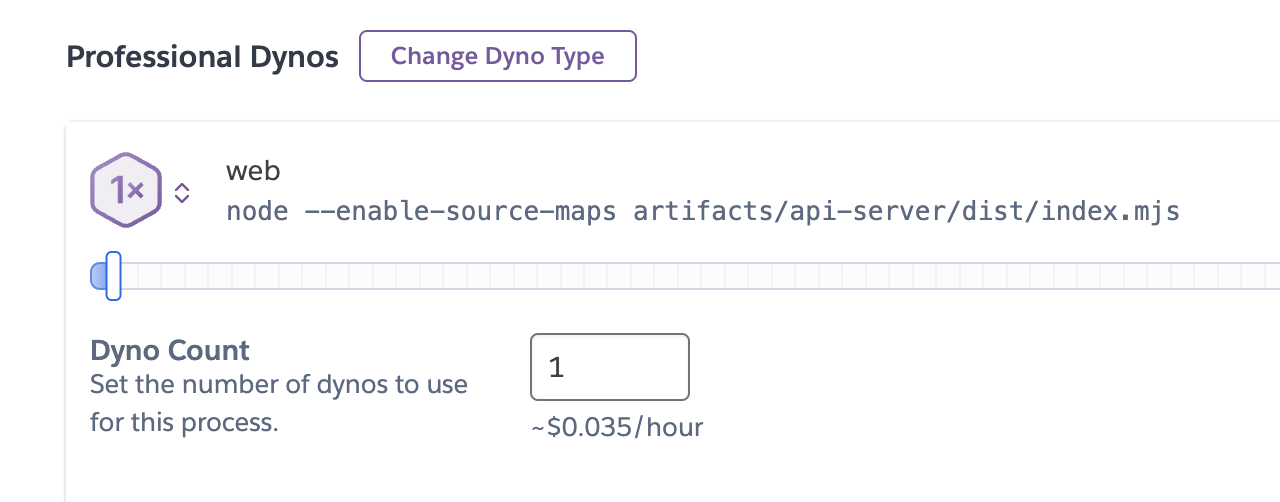 Professional Dynos
Change Dyno Type
1×
web
node --enable-source-maps artifacts/api-server/dist/index.mjs
Dyno Count
Set the number of dynos to use
for this process.
1
~$0.035/hour